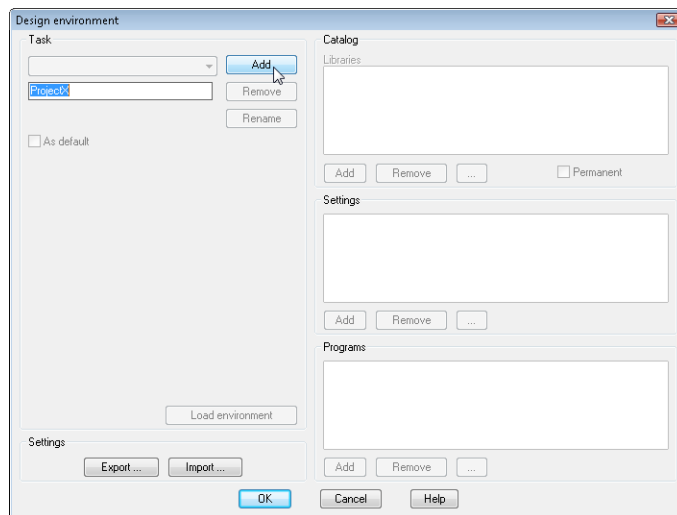 Design environment
Task
Add
ProjectX
Remove
Rename
As default
Load environment
Settings
Export ...
Import ...
Catalog
Libraries
Add
Remove
...
Permanent
Settings
Add
Remove
...
Programs
Add
Remove
...
OK
Cancel
Help